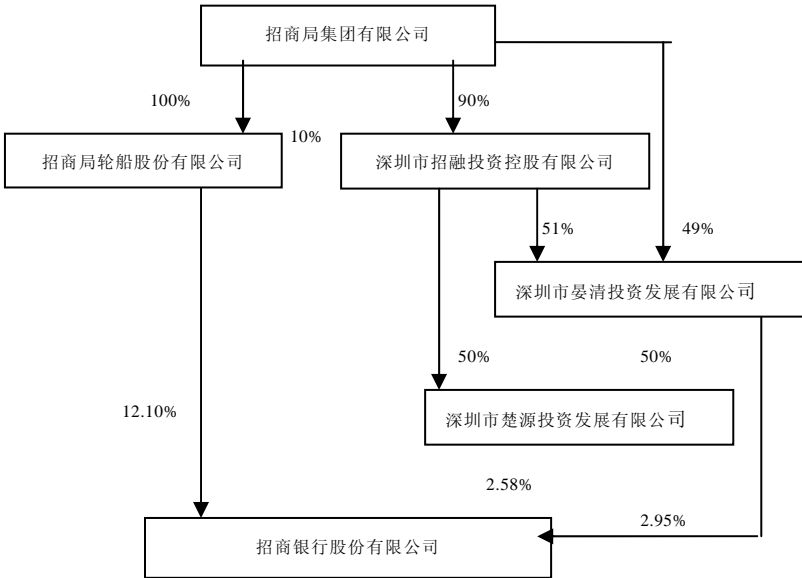 招商局集团有限公司
100%
90%
10%
招商局轮船股份有限公司
深圳市招融投资控股有限公司
51%
49%
深圳市晏清投资发展有限公司
50%
50%
12.10%
深圳市楚源投资发展有限公司
2.58%
2.95%
招商银行股份有限公司